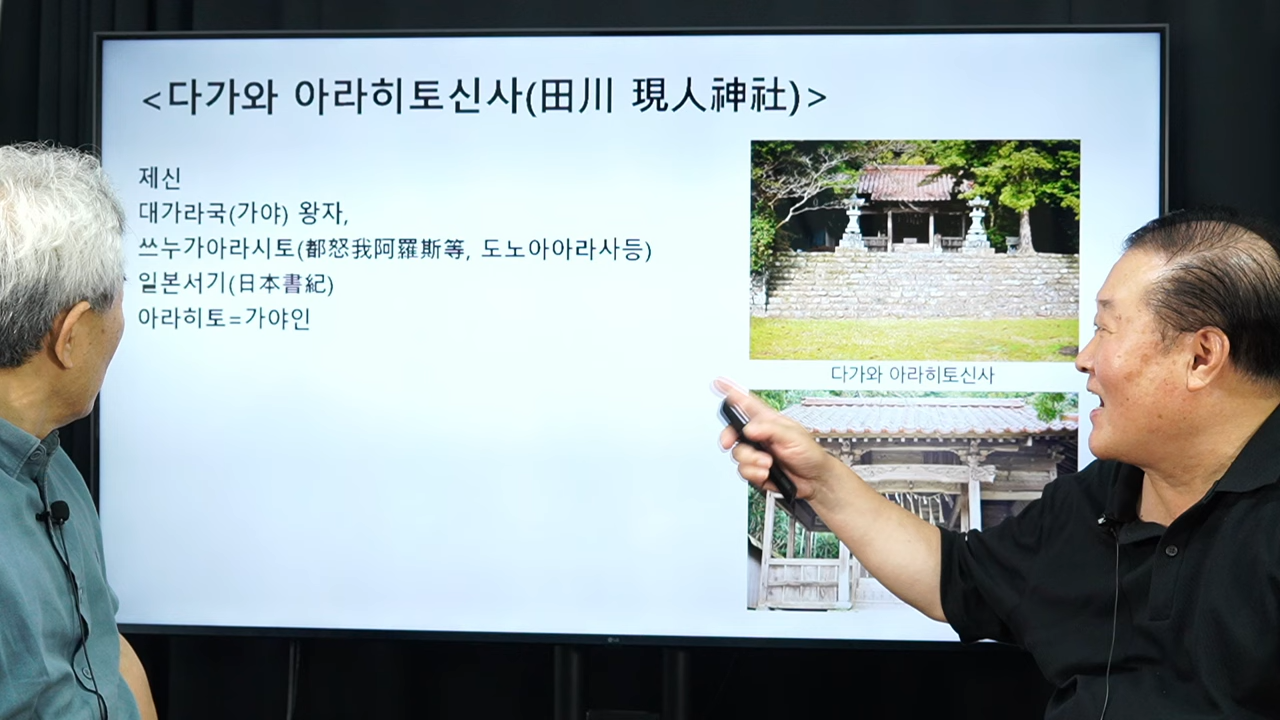 <다가와 아라히토신사(田川 現人神社)>
제신
대가라국(가야) 왕자,
쓰누가아라시토(都怒我阿羅斯等, 도노아아라사등)
일본서기(日本書紀)
아라히토=가야인
다가와 아라히토신사
LG